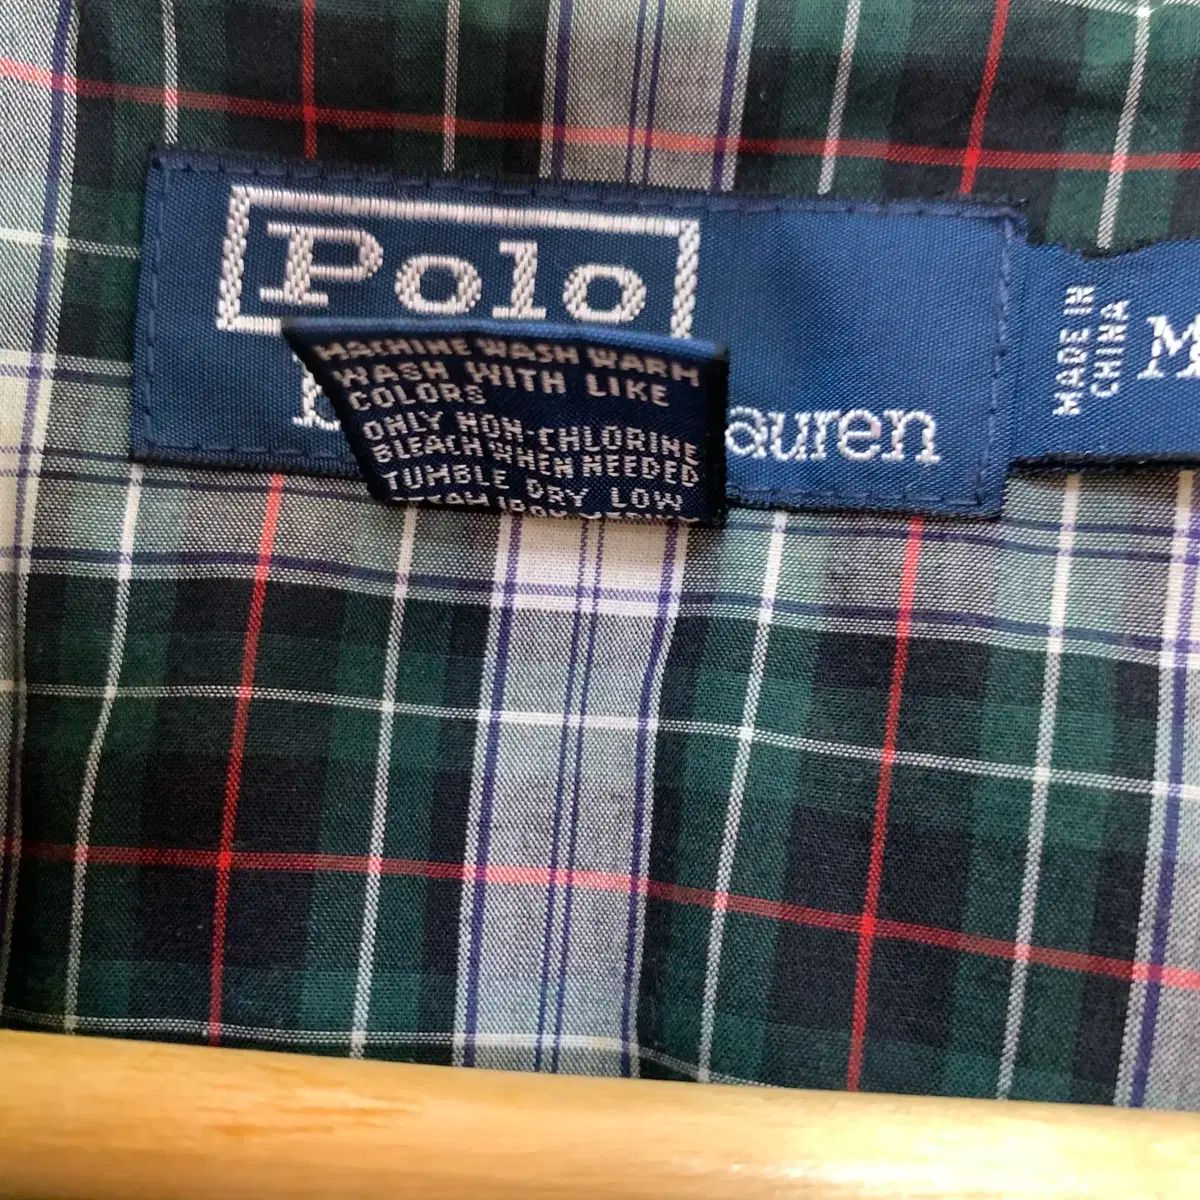 Polo
auren
MACHINE WASH WARM
WASH WITH LIKE
COLORS
ONLY NON-CHLORINE
BLEACH WHEN NEEDED
TUMBLE DRY LOW
MADE IN
CHINA
M